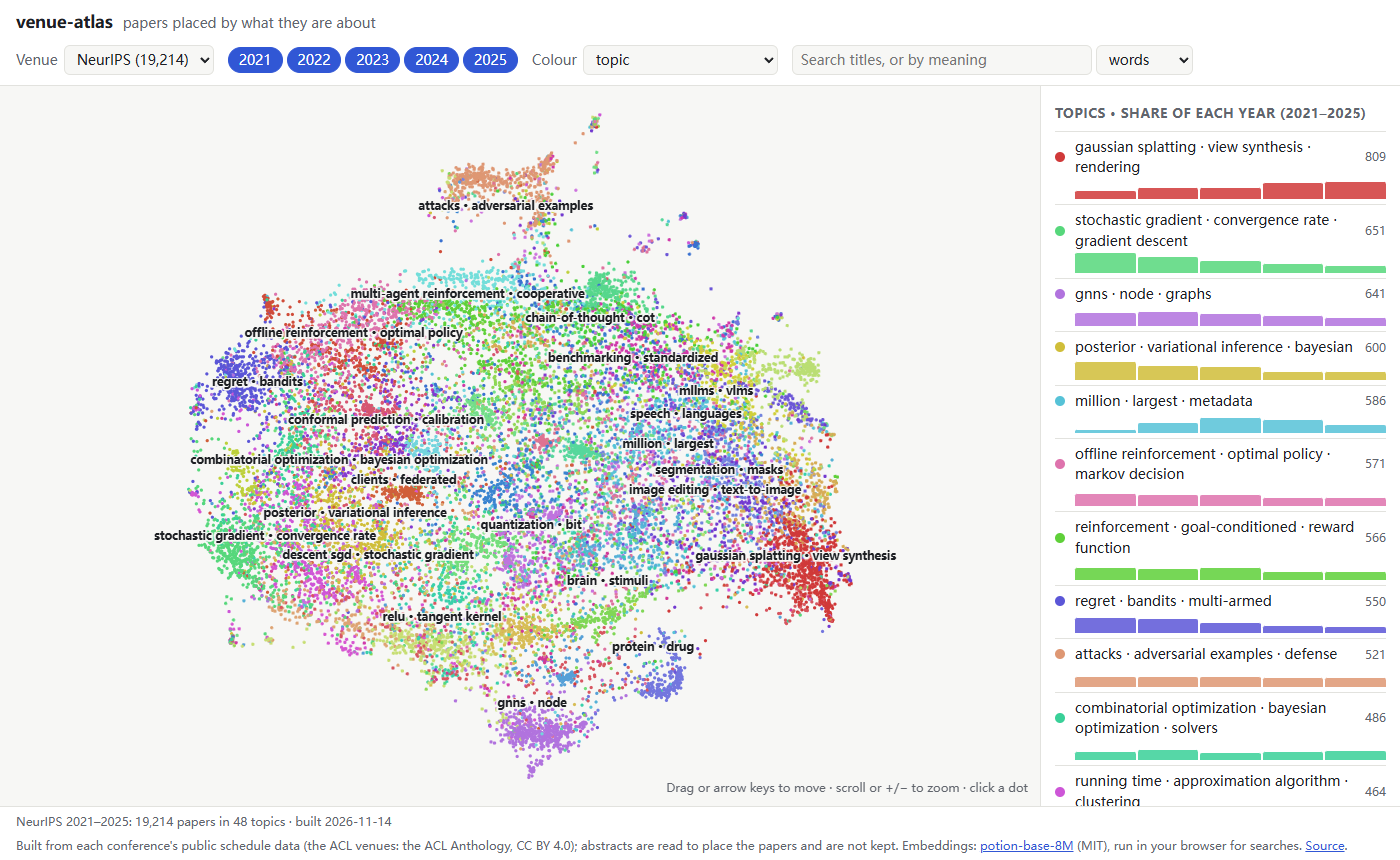 venue-atlas papers placed by what they are about
Venue NeurIPS (19,214) 2021 2022 2023 2024 2025 Colour topic Search titles, or by meaning words
attacks • adversarial examples
multi-agent reinforcement • cooperative
chain-of-thought • cot
offline reinforcement • optimal policy
benchmarking • standardized
regret • bandits
mllms • vlms
speech • languages
conformal prediction • calibration
million • largest
combinatorial optimization • bayesian optimization
segmentation • masks
clients • federated
image editing • text-to-image
posterior • variational inference
quantization • bit
stochastic gradient • convergence rate
descent sgd • stochastic gradient
gaussian splatting • view synthesis
brain • stimuli
relu • tangent kernel
protein • drug
gnns • node
Drag or arrow keys to move · scroll or +/− to zoom · click a dot
TOPICS • SHARE OF EACH YEAR (2021–2025)
gaussian splatting · view synthesis ·
rendering
809
stochastic gradient · convergence rate ·
gradient descent
651
gnns · node · graphs 641
posterior · variational inference · bayesian 600
million · largest · metadata 586
offline reinforcement · optimal policy ·
markov decision
571
reinforcement · goal-conditioned · reward
function
566
regret · bandits · multi-armed 550
attacks · adversarial examples · defense 521
combinatorial optimization · bayesian
optimization · solvers
486
running time · approximation algorithm ·
clustering
464
NeurIPS 2021–2025: 19,214 papers in 48 topics · built 2026-11-14
Built from each conference's public schedule data (the ACL venues: the ACL Anthology, CC BY 4.0); abstracts are read to place the papers and are not kept. Embeddings: potion-base-8M (MIT), run in your browser for searches. Source.